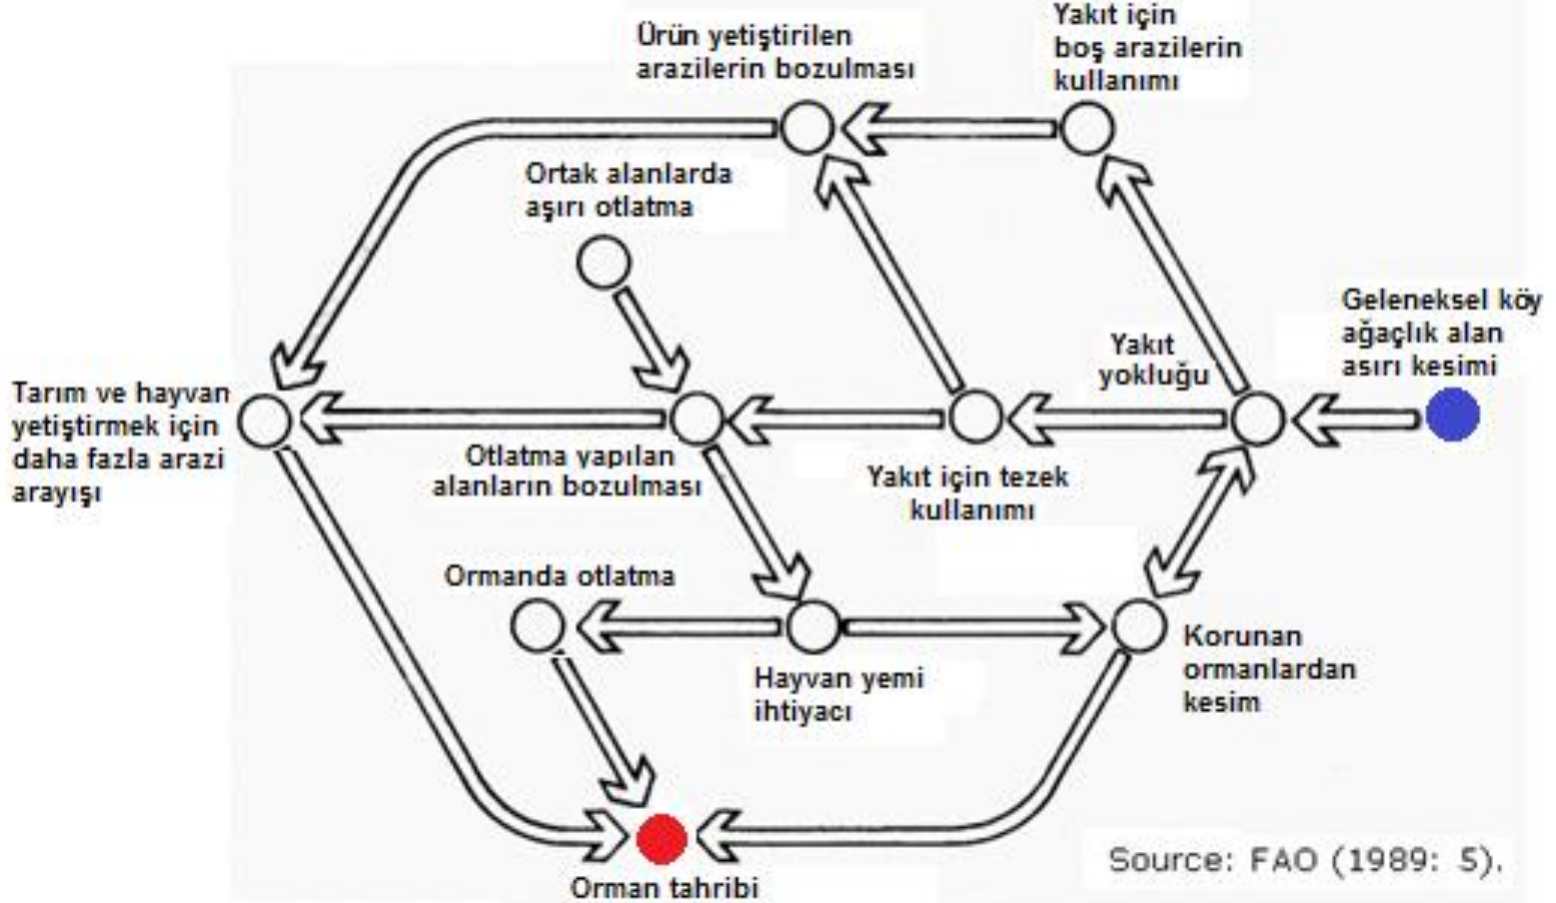 Ürün yetiştirilen
arazilerin bozulması
Yakıt için
boş arazilerin
kullanımı
Ortak alanlarda
aşırı otlatma
Geleneksel köy
ağaçlık alan
asırı kesimi
Yakıt
yokluğu
Tarım ve hayvan
yetiştirmek için
daha fazla arazi
arayışı
Otlatma yapılan
alanların bozulması
Yakıt için tezek
kullanımı
Ormanda otlatma
Hayvan yemi
ihtiyacı
Korunan
ormanlardan
kesim
Orman tahribi
Source: FAO (1989: 5).